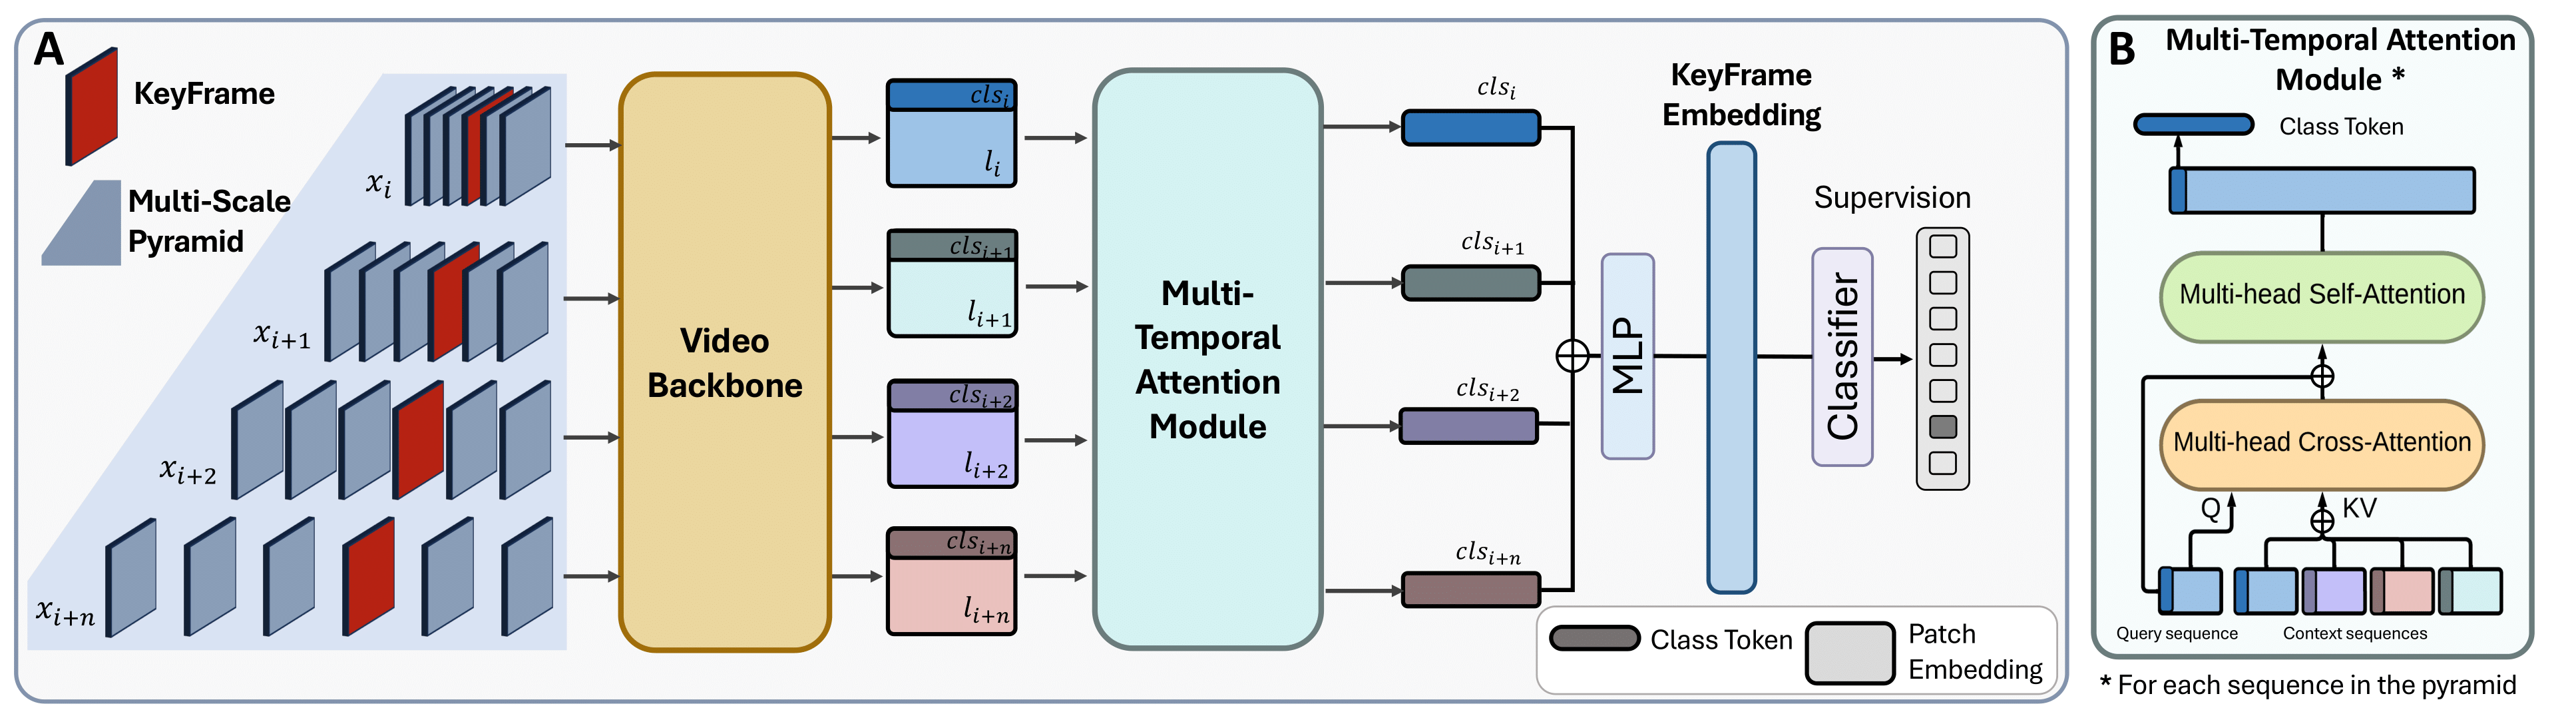 A
KeyFrame
Multi-Scale
Pyramid
x_i
x_{i+1}
x_{i+2}
x_{i+n}
Video
Backbone
cls_i
l_i
cls_{i+1}
l_{i+1}
cls_{i+2}
l_{i+2}
cls_{i+n}
l_{i+n}
Multi-
Temporal
Attention
Module
cls_i
cls_{i+1}
cls_{i+2}
cls_{i+n}
MLP
KeyFrame
Embedding
Classifier
Supervision
Class Token
Patch
Embedding
B
Multi-Temporal Attention
Module *
Class Token
Multi-head Self-Attention
Multi-head Cross-Attention
Q
KV
Query sequence
Context sequences
* For each sequence in the pyramid